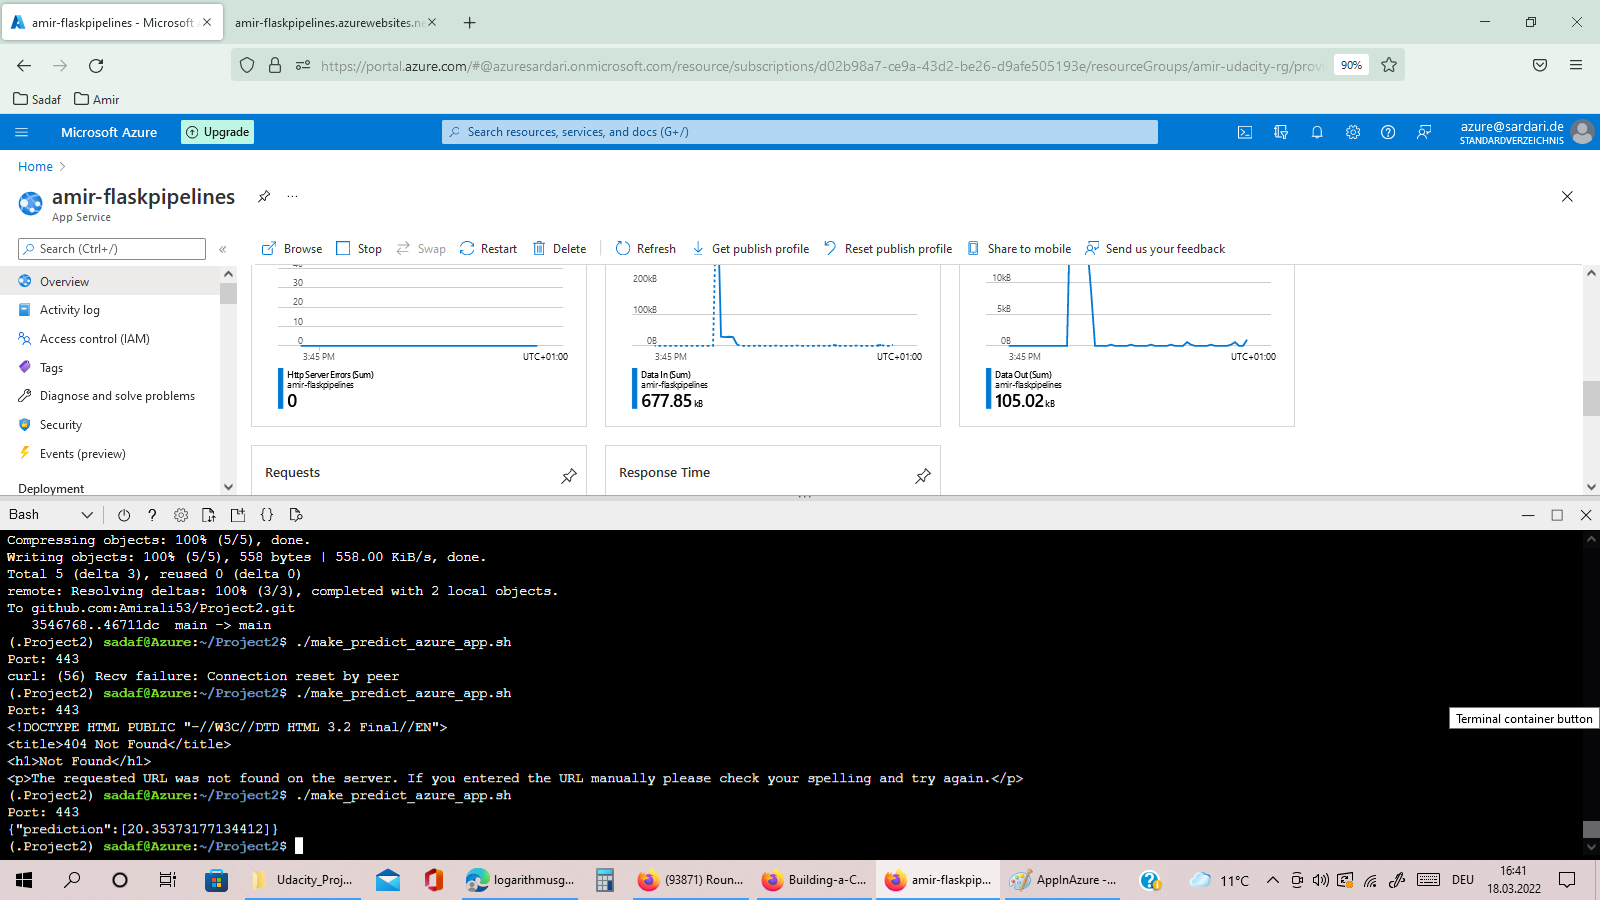 amir-flaskpipelines - Microsoft
amir-flaskpipelines.azurewebsites.ne
https://portal.azure.com/#@azuresardari.onmicrosoft.com/resource/subscriptions/d02b98a7-ce9a-43d2-be26-d9afe505193e/resourceGroups/amir-udacity-rg/provi
90%
Sadaf
Amir
Microsoft Azure
Upgrade
Search resources, services, and docs (G+/)
azure@sardari.de
STANDARDVERZEICHNIS
Home
amir-flaskpipelines
App Service
Search (Ctrl+/)
Browse
Stop
Swap
Restart
Delete
Refresh
Get publish profile
Reset publish profile
Share to mobile
Send us your feedback
Overview
Activity log
Access control (IAM)
Tags
Diagnose and solve problems
Security
Events (preview)
Deployment
40
30
20
10
0
3:45 PM
UTC+01:00
Http Server Errors (Sum)
amir-flaskpipelines
0
200kB
100kB
0B
3:45 PM
UTC+01:00
Data In (Sum)
amir-flaskpipelines
677.85 kB
10kB
5kB
0B
3:45 PM
UTC+01:00
Data Out (Sum)
amir-flaskpipelines
105.02 kB
Requests
Response Time
Bash
Compressing objects: 100% (5/5), done.
Writing objects: 100% (5/5), 558 bytes | 558.00 KiB/s, done.
Total 5 (delta 3), reused 0 (delta 0)
remote: Resolving deltas: 100% (3/3), completed with 2 local objects.
To github.com:Amirali53/Project2.git
3546768..46711dc  main -> main
(.Project2) sadaf@Azure:~/Project2$ ./make_predict_azure_app.sh
Port: 443
curl: (56) Recv failure: Connection reset by peer
(.Project2) sadaf@Azure:~/Project2$ ./make_predict_azure_app.sh
Port: 443
<!DOCTYPE HTML PUBLIC "-//W3C//DTD HTML 3.2 Final//EN">
<title>404 Not Found</title>
<h1>Not Found</h1>
<p>The requested URL was not found on the server. If you entered the URL manually please check your spelling and try again.</p>
(.Project2) sadaf@Azure:~/Project2$ ./make_predict_azure_app.sh
Port: 443
{"prediction":[20.35373177134412]}
(.Project2) sadaf@Azure:~/Project2$
Terminal container button
Udacity_Proj...
logarithmusg...
(93871) Roun...
Building-a-C...
amir-flaskpip...
AppInAzure -...
11°C
DEU
16:41
18.03.2022